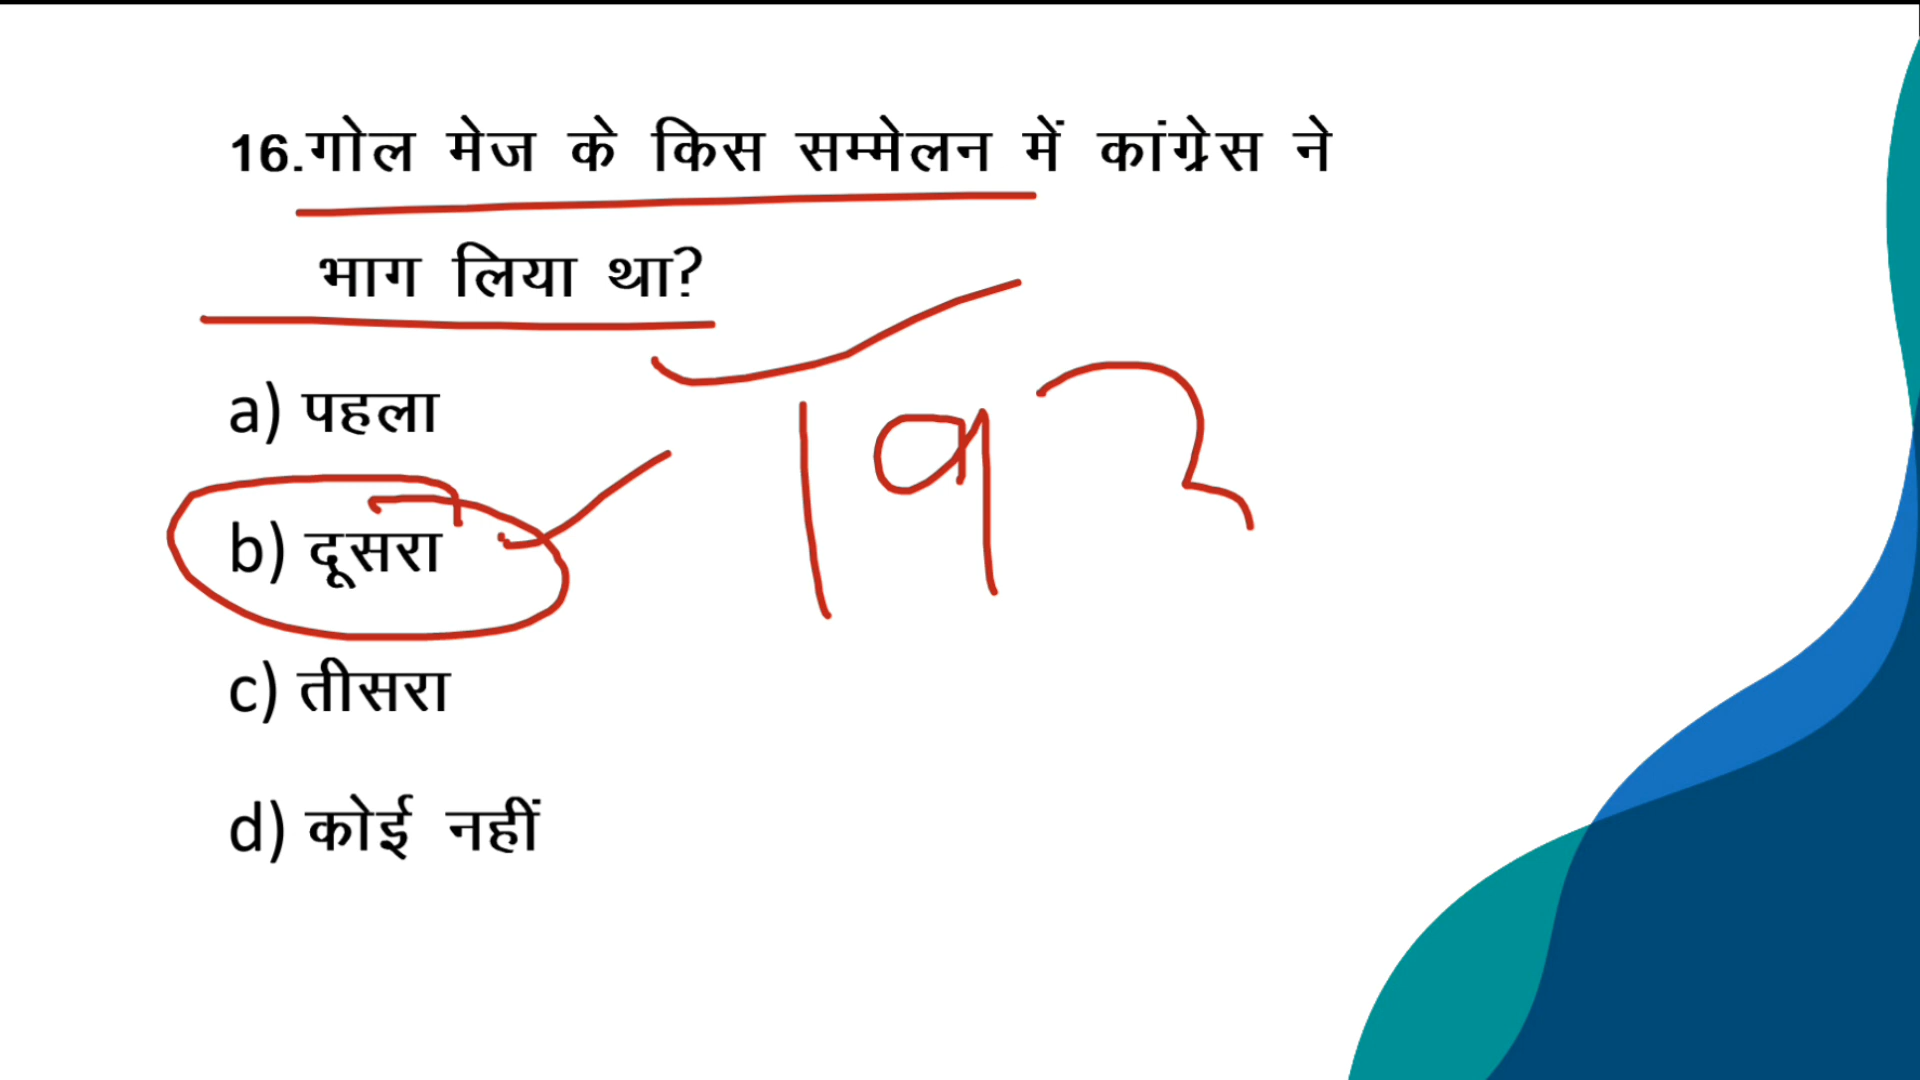 16.गोल मेज के किस सम्मेलन में कांग्रेस ने
भाग लिया था?
a) पहला
b) दूसरा
c) तीसरा
d) कोई नहीं